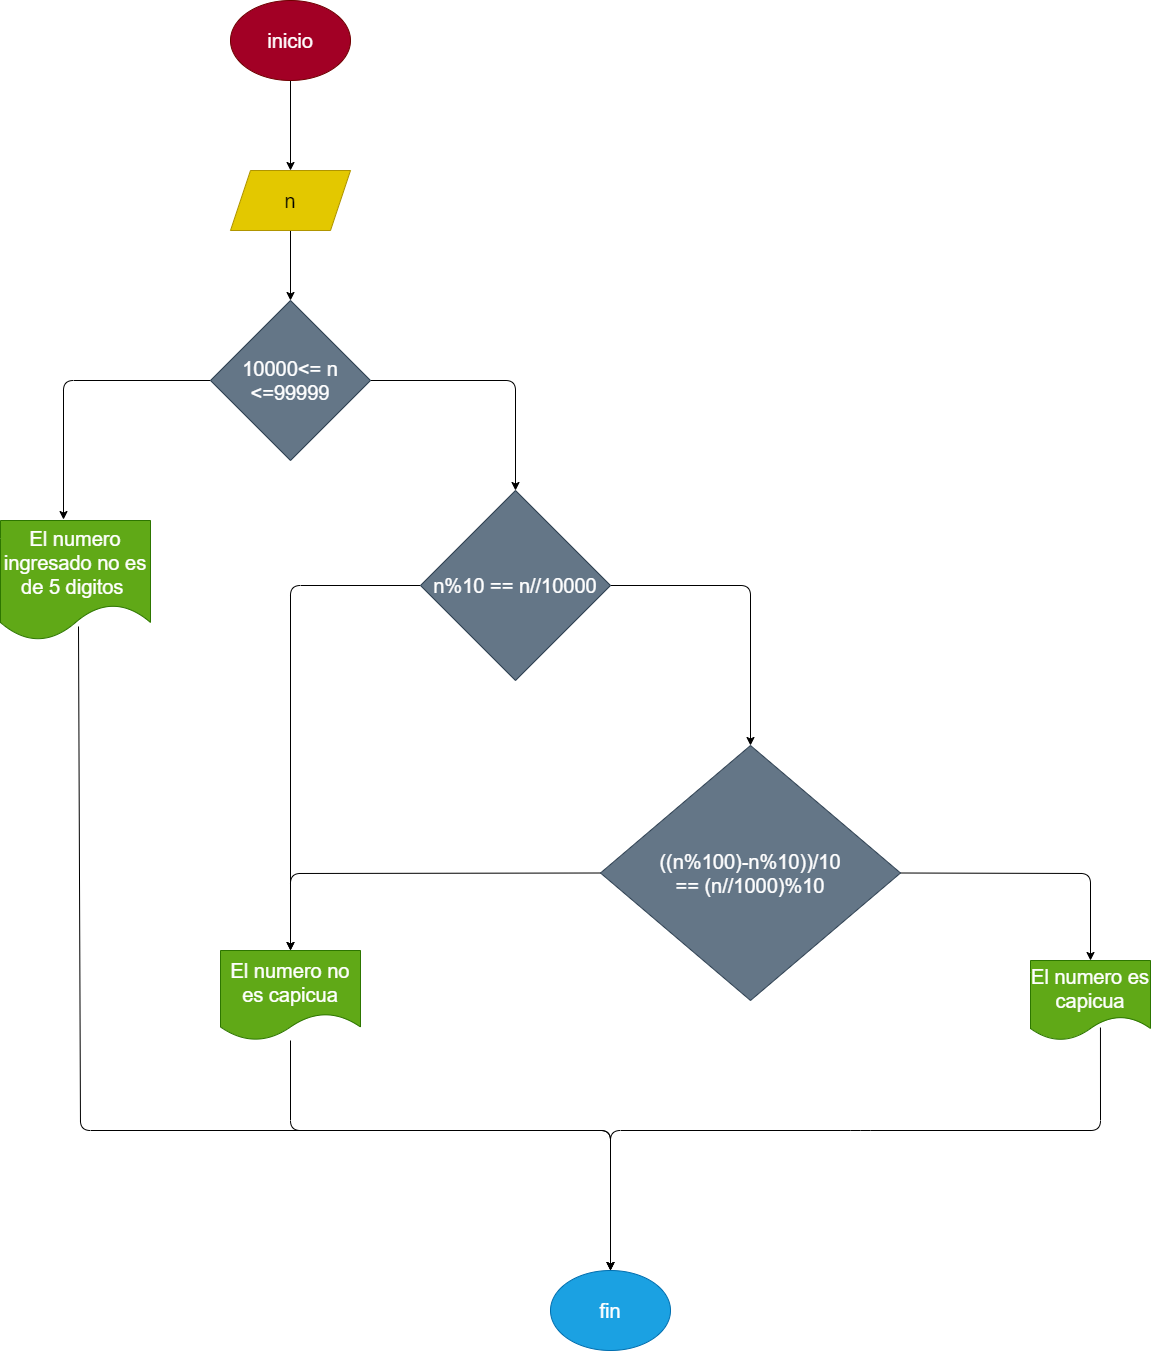 inicio
n
10000<= n
<=99999
El numero
ingresado no es
de 5 digitos
n%10 == n//10000
((n%100)-n%10))/10
== (n//1000)%10
El numero no
es capicua
El numero es
capicua
fin